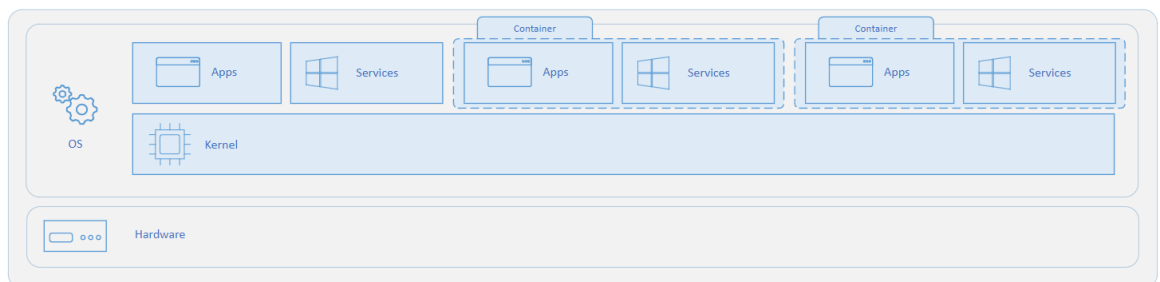 Container
Container
Apps
Services
Apps
Services
Apps
Services
OS
Kernel
Hardware